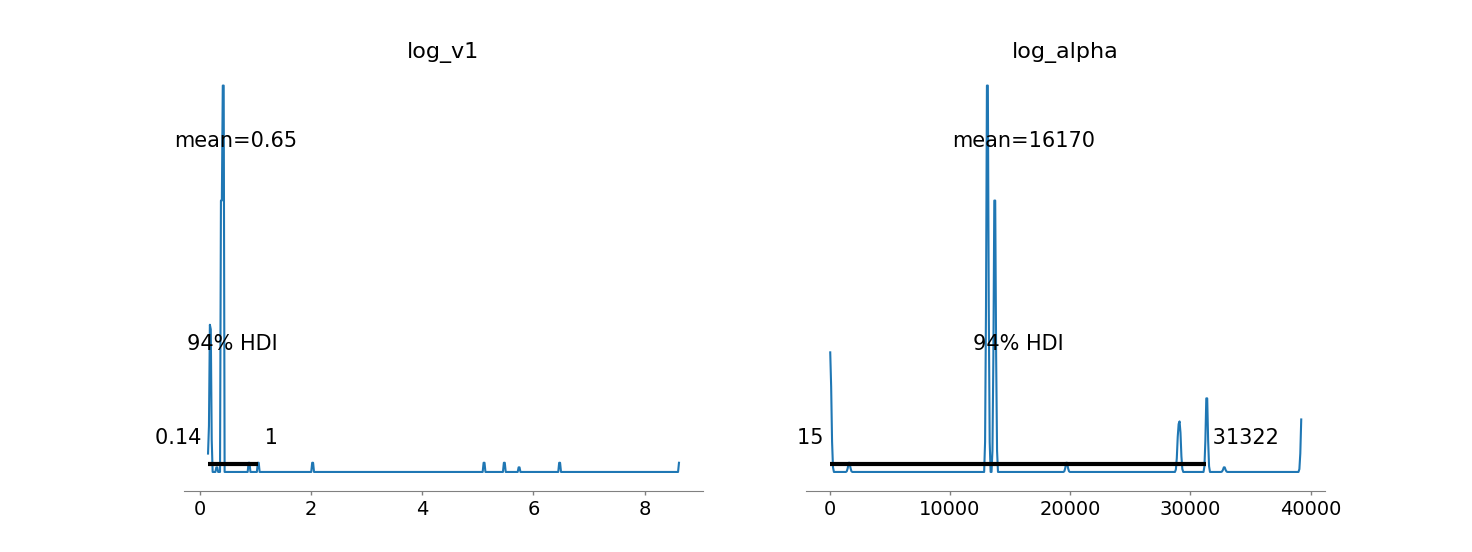 log_v1
mean=0.65
94% HDI
0.14 1
0 2 4 6 8
log_alpha
mean=16170
94% HDI
15 31322
0 10000 20000 30000 40000